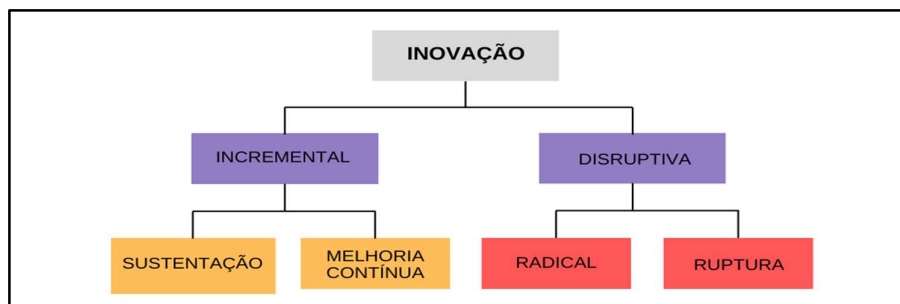 INOVAÇÃO
INCREMENTAL
DISRUPTIVA
SUSTENTAÇÃO
MELHORIA
CONTÍNUA
RADICAL
RUPTURA